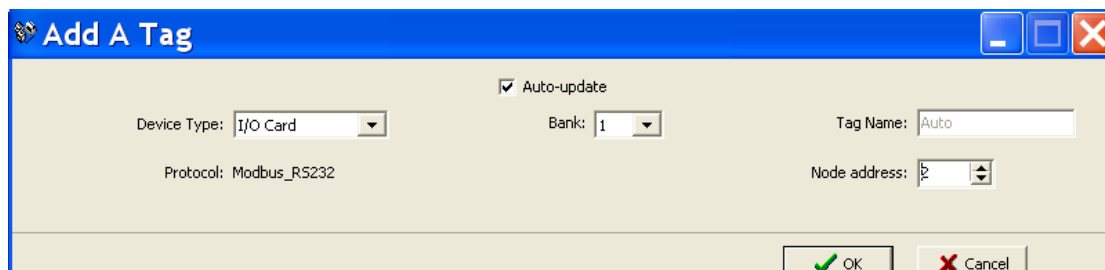 Add A Tag
Auto-update
Device Type: I/O Card Bank: 1 Tag Name: Auto
Protocol: Modbus_RS232 Node address: 2
OK Cancel